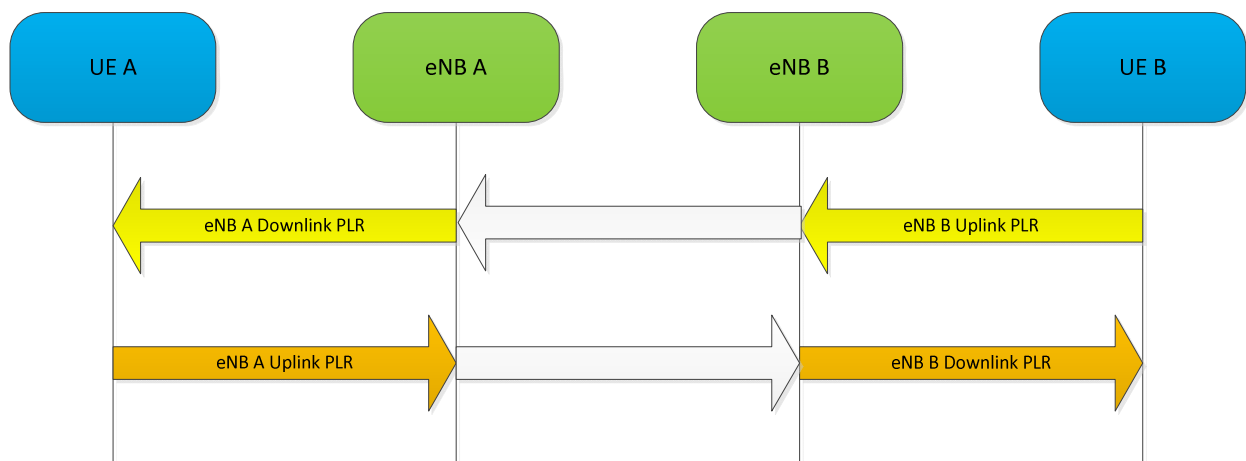 UE A
eNB A
eNB B
UE B
eNB A Downlink PLR
eNB B Uplink PLR
eNB A Uplink PLR
eNB B Downlink PLR